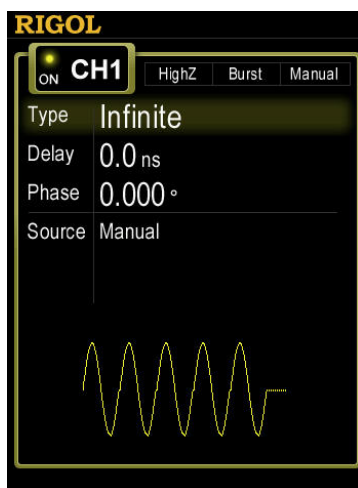 RIGOL
ON CH1 HighZ Burst Manual
Type Infinite
Delay 0.0 ns
Phase 0.000 °
Source Manual